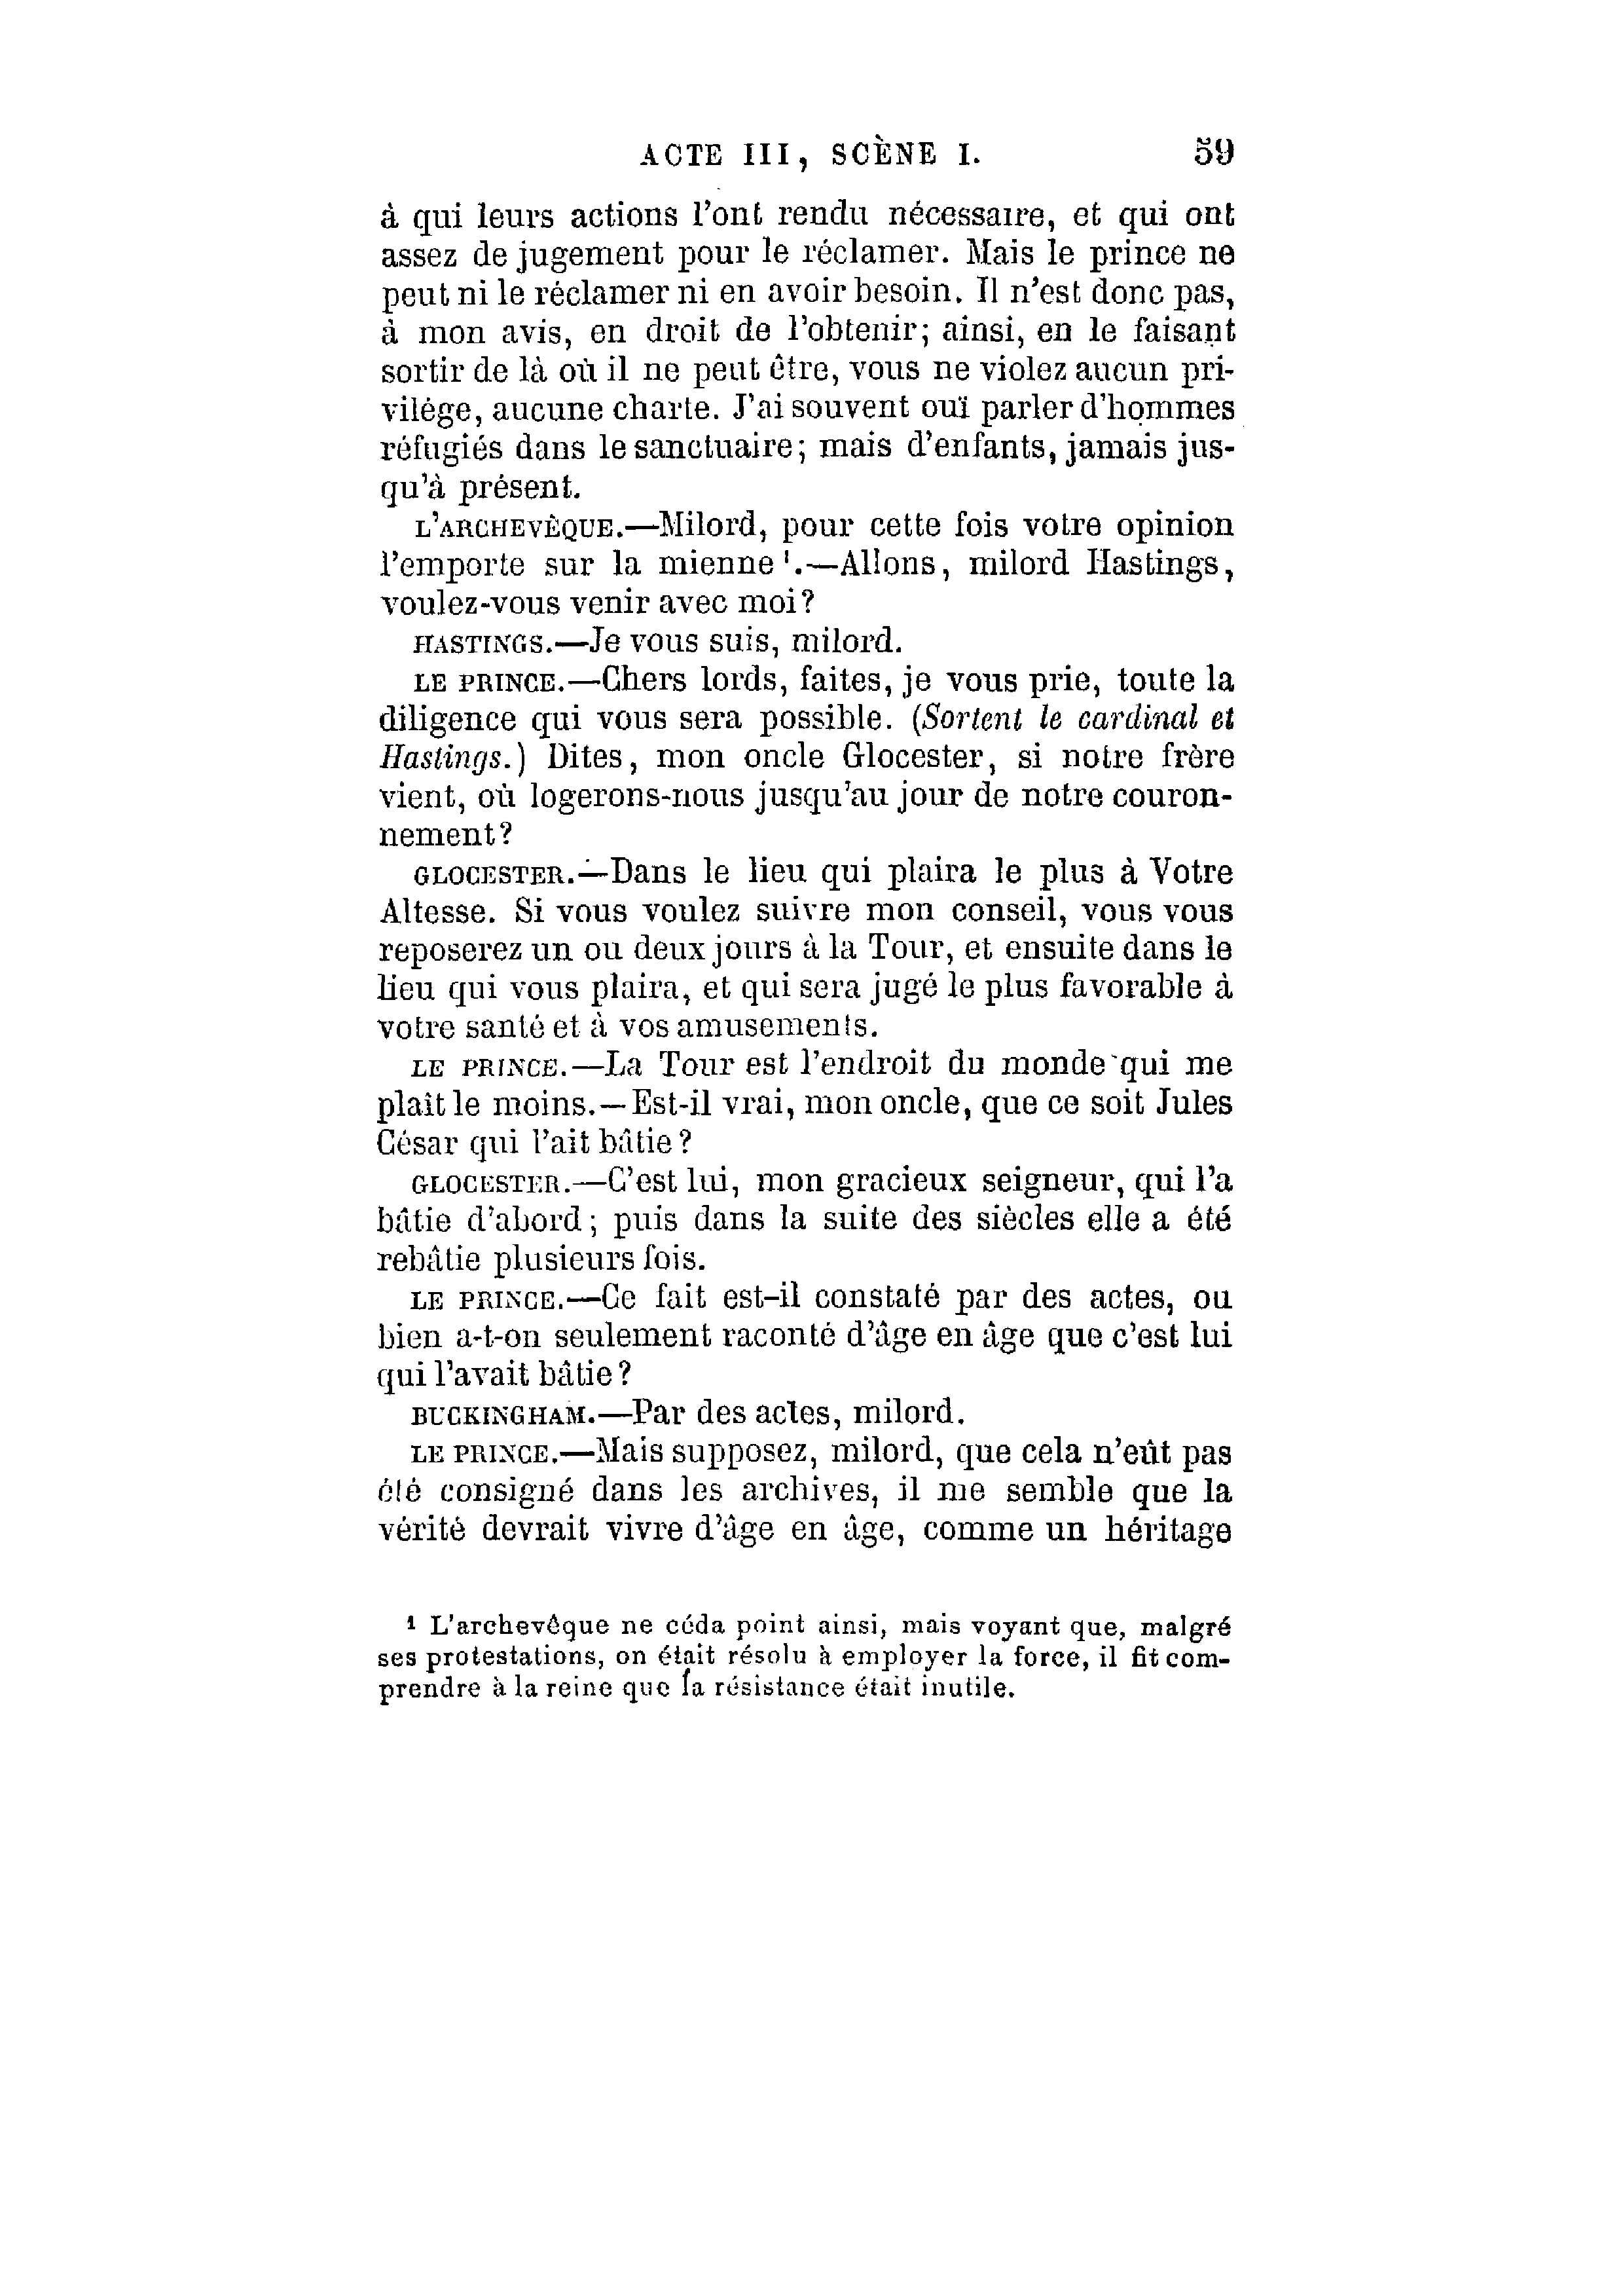 ACTE III, SCÈNE I. 59
à qui leurs actions l'ont rendu nécessaire, et qui ont
assez de jugement pour le réclamer. Mais le prince ne
peut ni le réclamer ni en avoir besoin. Il n'est donc pas,
à mon avis, en droit de l'obtenir; ainsi, en le faisant
sortir de là où il ne peut être, vous ne violez aucun pri-
vilége, aucune charte. J'ai souvent ouï parler d'hommes
réfugiés dans le sanctuaire; mais d'enfants, jamais jus-
qu'à présent.
L'ARCHEVÊQUE.—Milord, pour cette fois votre opinion
l'emporte sur la mienne ¹.—Allons, milord Hastings,
voulez-vous venir avec moi?
HASTINGS.—Je vous suis, milord.
LE PRINCE.—Chers lords, faites, je vous prie, toute la
diligence qui vous sera possible. (Sortent le cardinal et
Hastings.) Dites, mon oncle Glocester, si notre frère
vient, où logerons-nous jusqu'au jour de notre couron-
nement?
GLOCESTER.—Dans le lieu qui plaira le plus à Votre
Altesse. Si vous voulez suivre mon conseil, vous vous
reposerez un ou deux jours à la Tour, et ensuite dans le
lieu qui vous plaira, et qui sera jugé le plus favorable à
votre santé et à vos amusements.
LE PRINCE.—La Tour est l'endroit du monde qui me
plaît le moins.—Est-il vrai, mon oncle, que ce soit Jules
César qui l'ait bâtie?
GLOCESTER.—C'est lui, mon gracieux seigneur, qui l'a
bâtie d'abord; puis dans la suite des siècles elle a été
rebâtie plusieurs fois.
LE PRINCE.—Ce fait est-il constaté par des actes, ou
bien a-t-on seulement raconté d'âge en âge que c'est lui
qui l'avait bâtie?
BUCKINGHAM.—Par des actes, milord.
LE PRINCE.—Mais supposez, milord, que cela n'eût pas
été consigné dans les archives, il me semble que la
vérité devrait vivre d'âge en âge, comme un héritage
¹ L'archevêque ne céda point ainsi, mais voyant que, malgré
ses protestations, on était résolu à employer la force, il fit com-
prendre à la reine que la résistance était inutile.